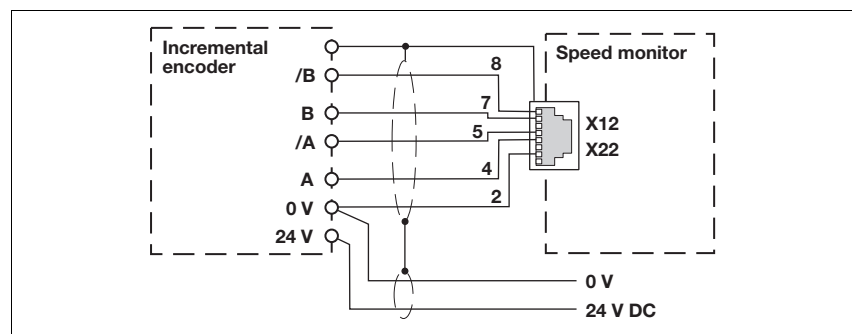 Incremental
encoder
Speed monitor
8
/B
7
B
X12
5
/A
X22
4
A
2
0 V
24 V
0 V
24 V DC